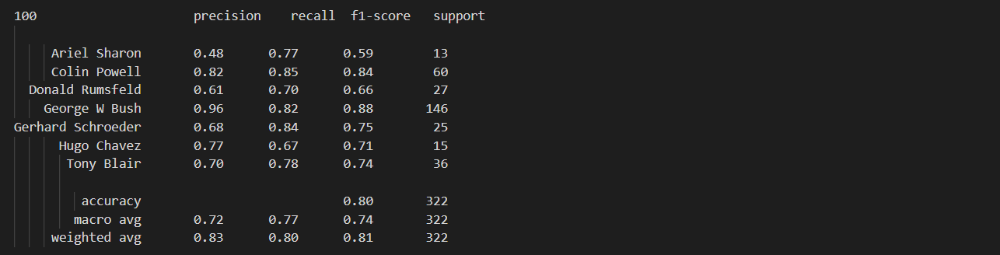 100 precision recall f1-score support
Ariel Sharon 0.48 0.77 0.59 13
Colin Powell 0.82 0.85 0.84 60
Donald Rumsfeld 0.61 0.70 0.66 27
George W Bush 0.96 0.82 0.88 146
Gerhard Schroeder 0.68 0.84 0.75 25
Hugo Chavez 0.77 0.67 0.71 15
Tony Blair 0.70 0.78 0.74 36
accuracy 0.80 322
macro avg 0.72 0.77 0.74 322
weighted avg 0.83 0.80 0.81 322